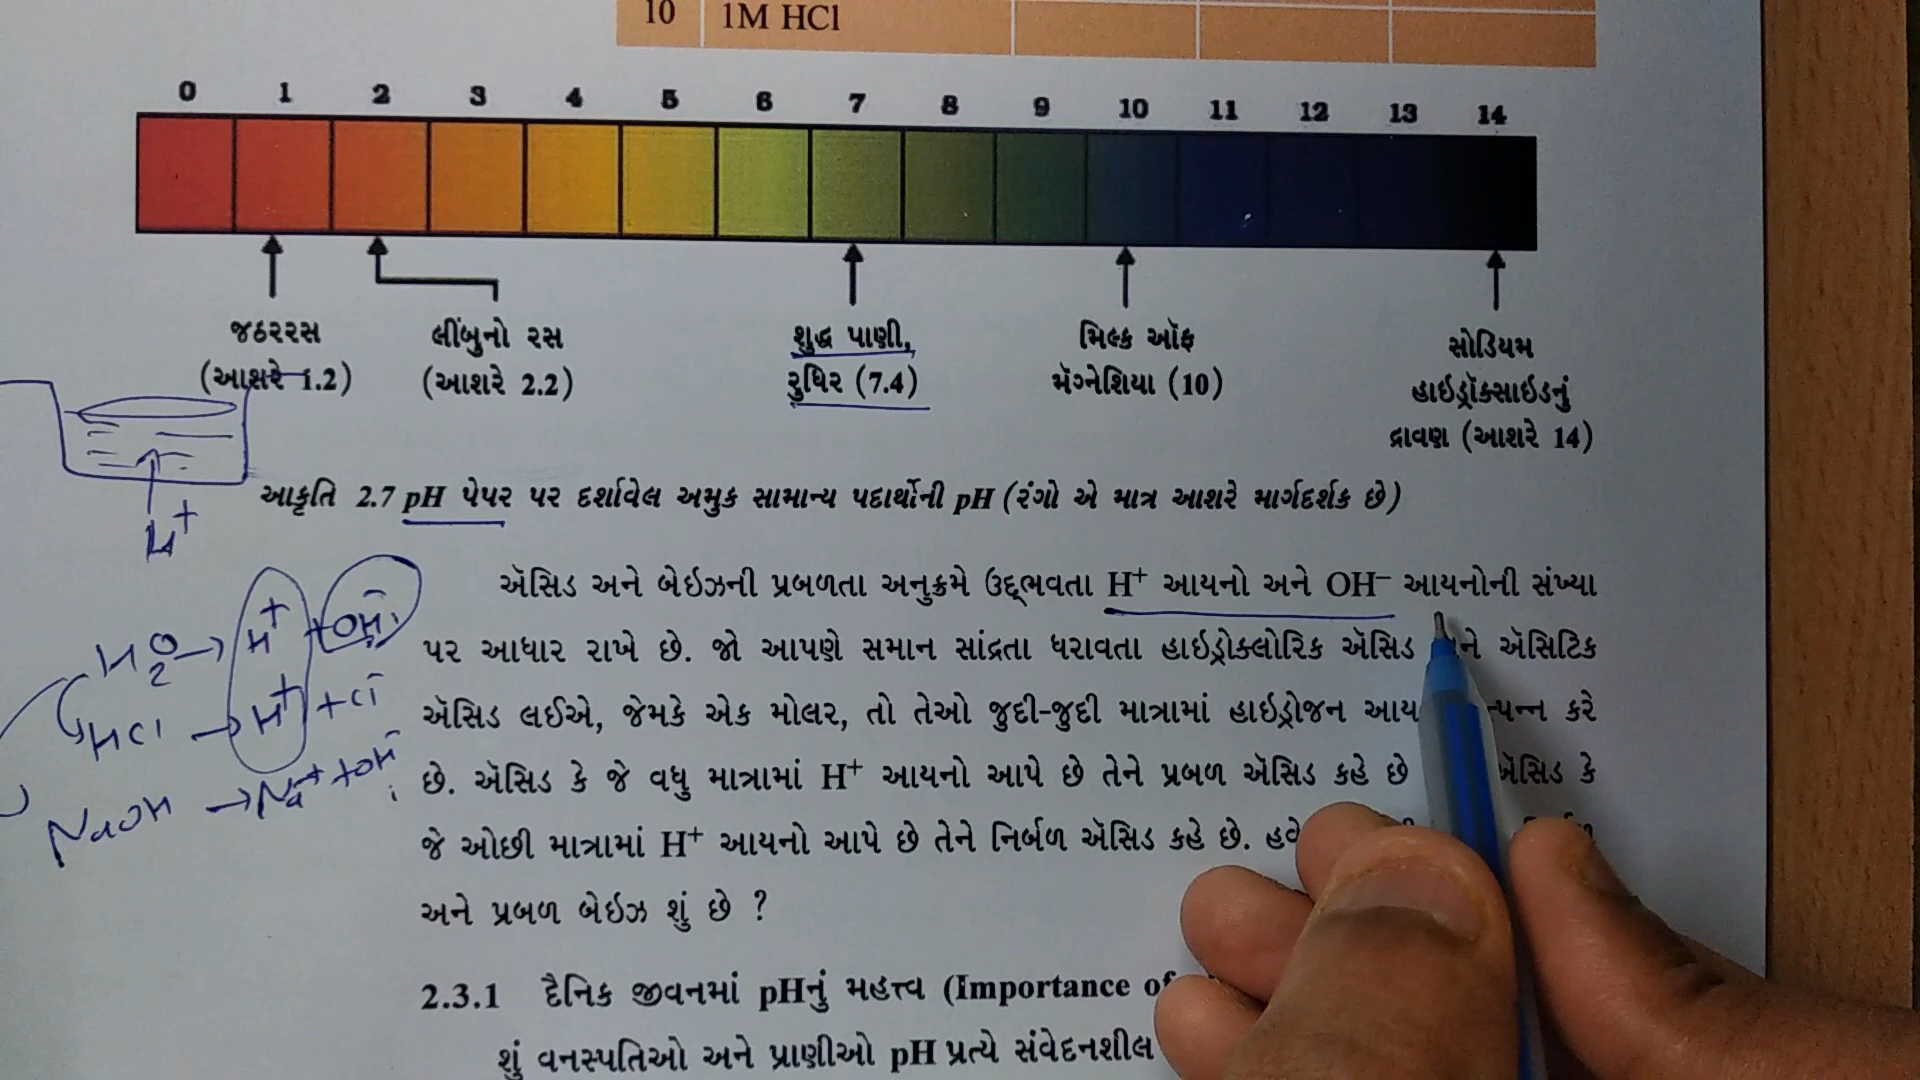 10 1M HCl
0 1 2 3 4 5 6 7 8 9 10 11 12 13 14
જઠરરસ
(આશરે 1.2)
લીંબુનો રસ
(આશરે 2.2)
શુદ્ધ પાણી,
રુધિર (7.4)
મિલ્ક ઑફ
મૅગ્નેશિયા (10)
સોડિયમ
હાઇડ્રૉક્સાઇડનું
દ્રાવણ (આશરે 14)
આકૃતિ 2.7 pH પેપર પર દર્શાવેલ અમુક સામાન્ય પદાર્થોની pH (રંગો એ માત્ર આશરે માર્ગદર્શક છે)
H⁺
H₂O → H⁺ + OH⁻
HCl → H⁺ + Cl⁻
NaOH → Na⁺ + OH⁻
ઍસિડ અને બેઇઝની પ્રબળતા અનુક્રમે ઉદ્ભવતા H⁺ આયનો અને OH⁻ આયનોની સંખ્યા
પર આધાર રાખે છે. જો આપણે સમાન સાંદ્રતા ધરાવતા હાઇડ્રોક્લોરિક ઍસિડ ઍસિટિક
ઍસિડ લઈએ, જેમકે એક મોલર, તો તેઓ જુદી-જુદી માત્રામાં હાઇડ્રોજન કરે
છે. ઍસિડ કે જે વધુ માત્રામાં H⁺ આયનો આપે છે તેને પ્રબળ ઍસિડ કહે છે ઍસિડ કે
જે ઓછી માત્રામાં H⁺ આયનો આપે છે તેને નિર્બળ ઍસિડ કહે છે.
અને પ્રબળ બેઇઝ શું છે ?
2.3.1 દૈનિક જીવનમાં pHનું મહત્ત્વ (Importance of
શું વનસ્પતિઓ અને પ્રાણીઓ pH પ્રત્યે સંવેદનશીલ